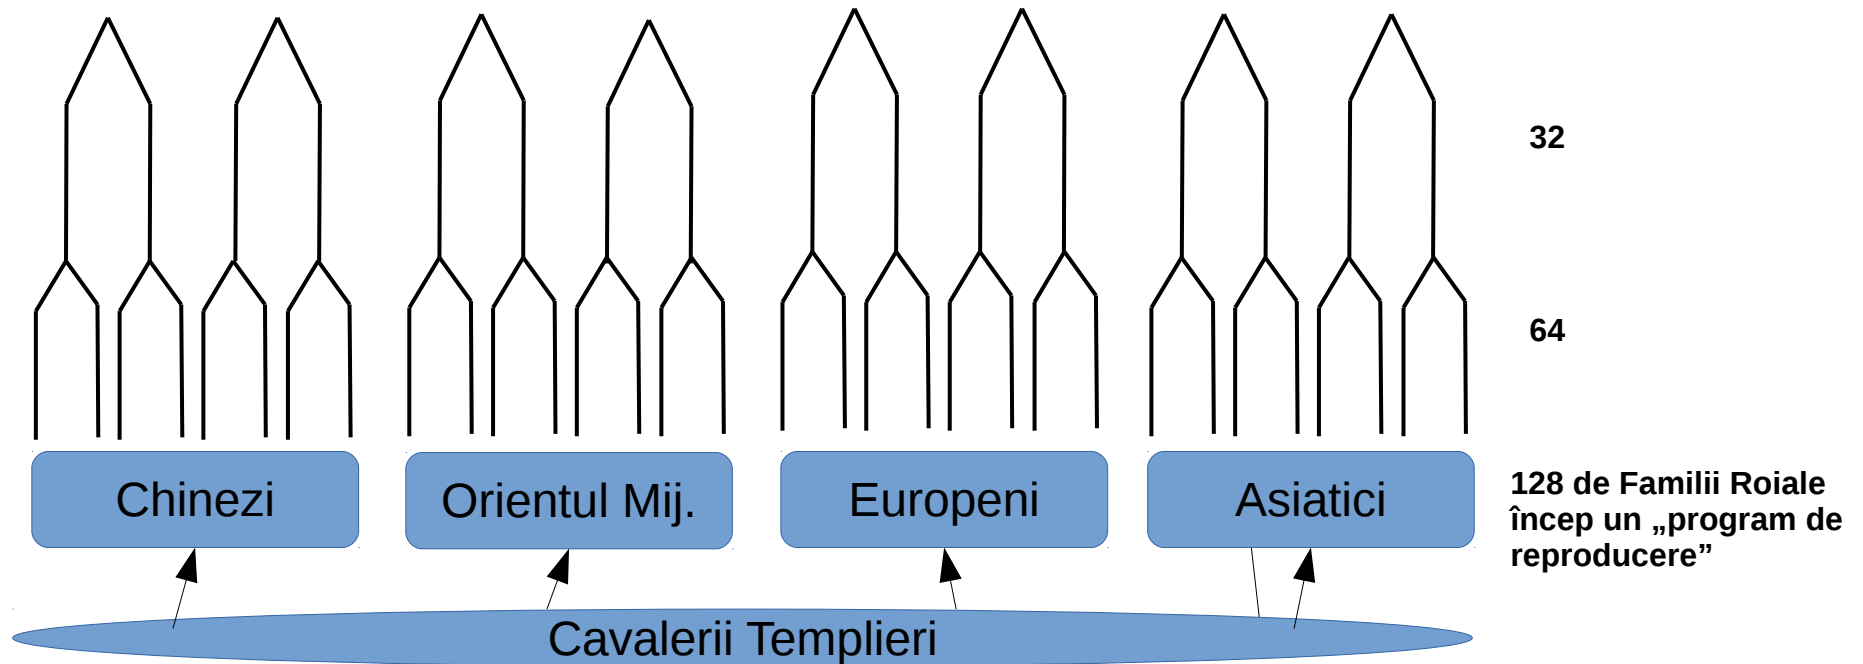 32
64
Chinezi
Orientul Mij.
Europeni
Asiatici
128 de Familii Roiale
încep un „program de
reproducere”
Cavalerii Templieri